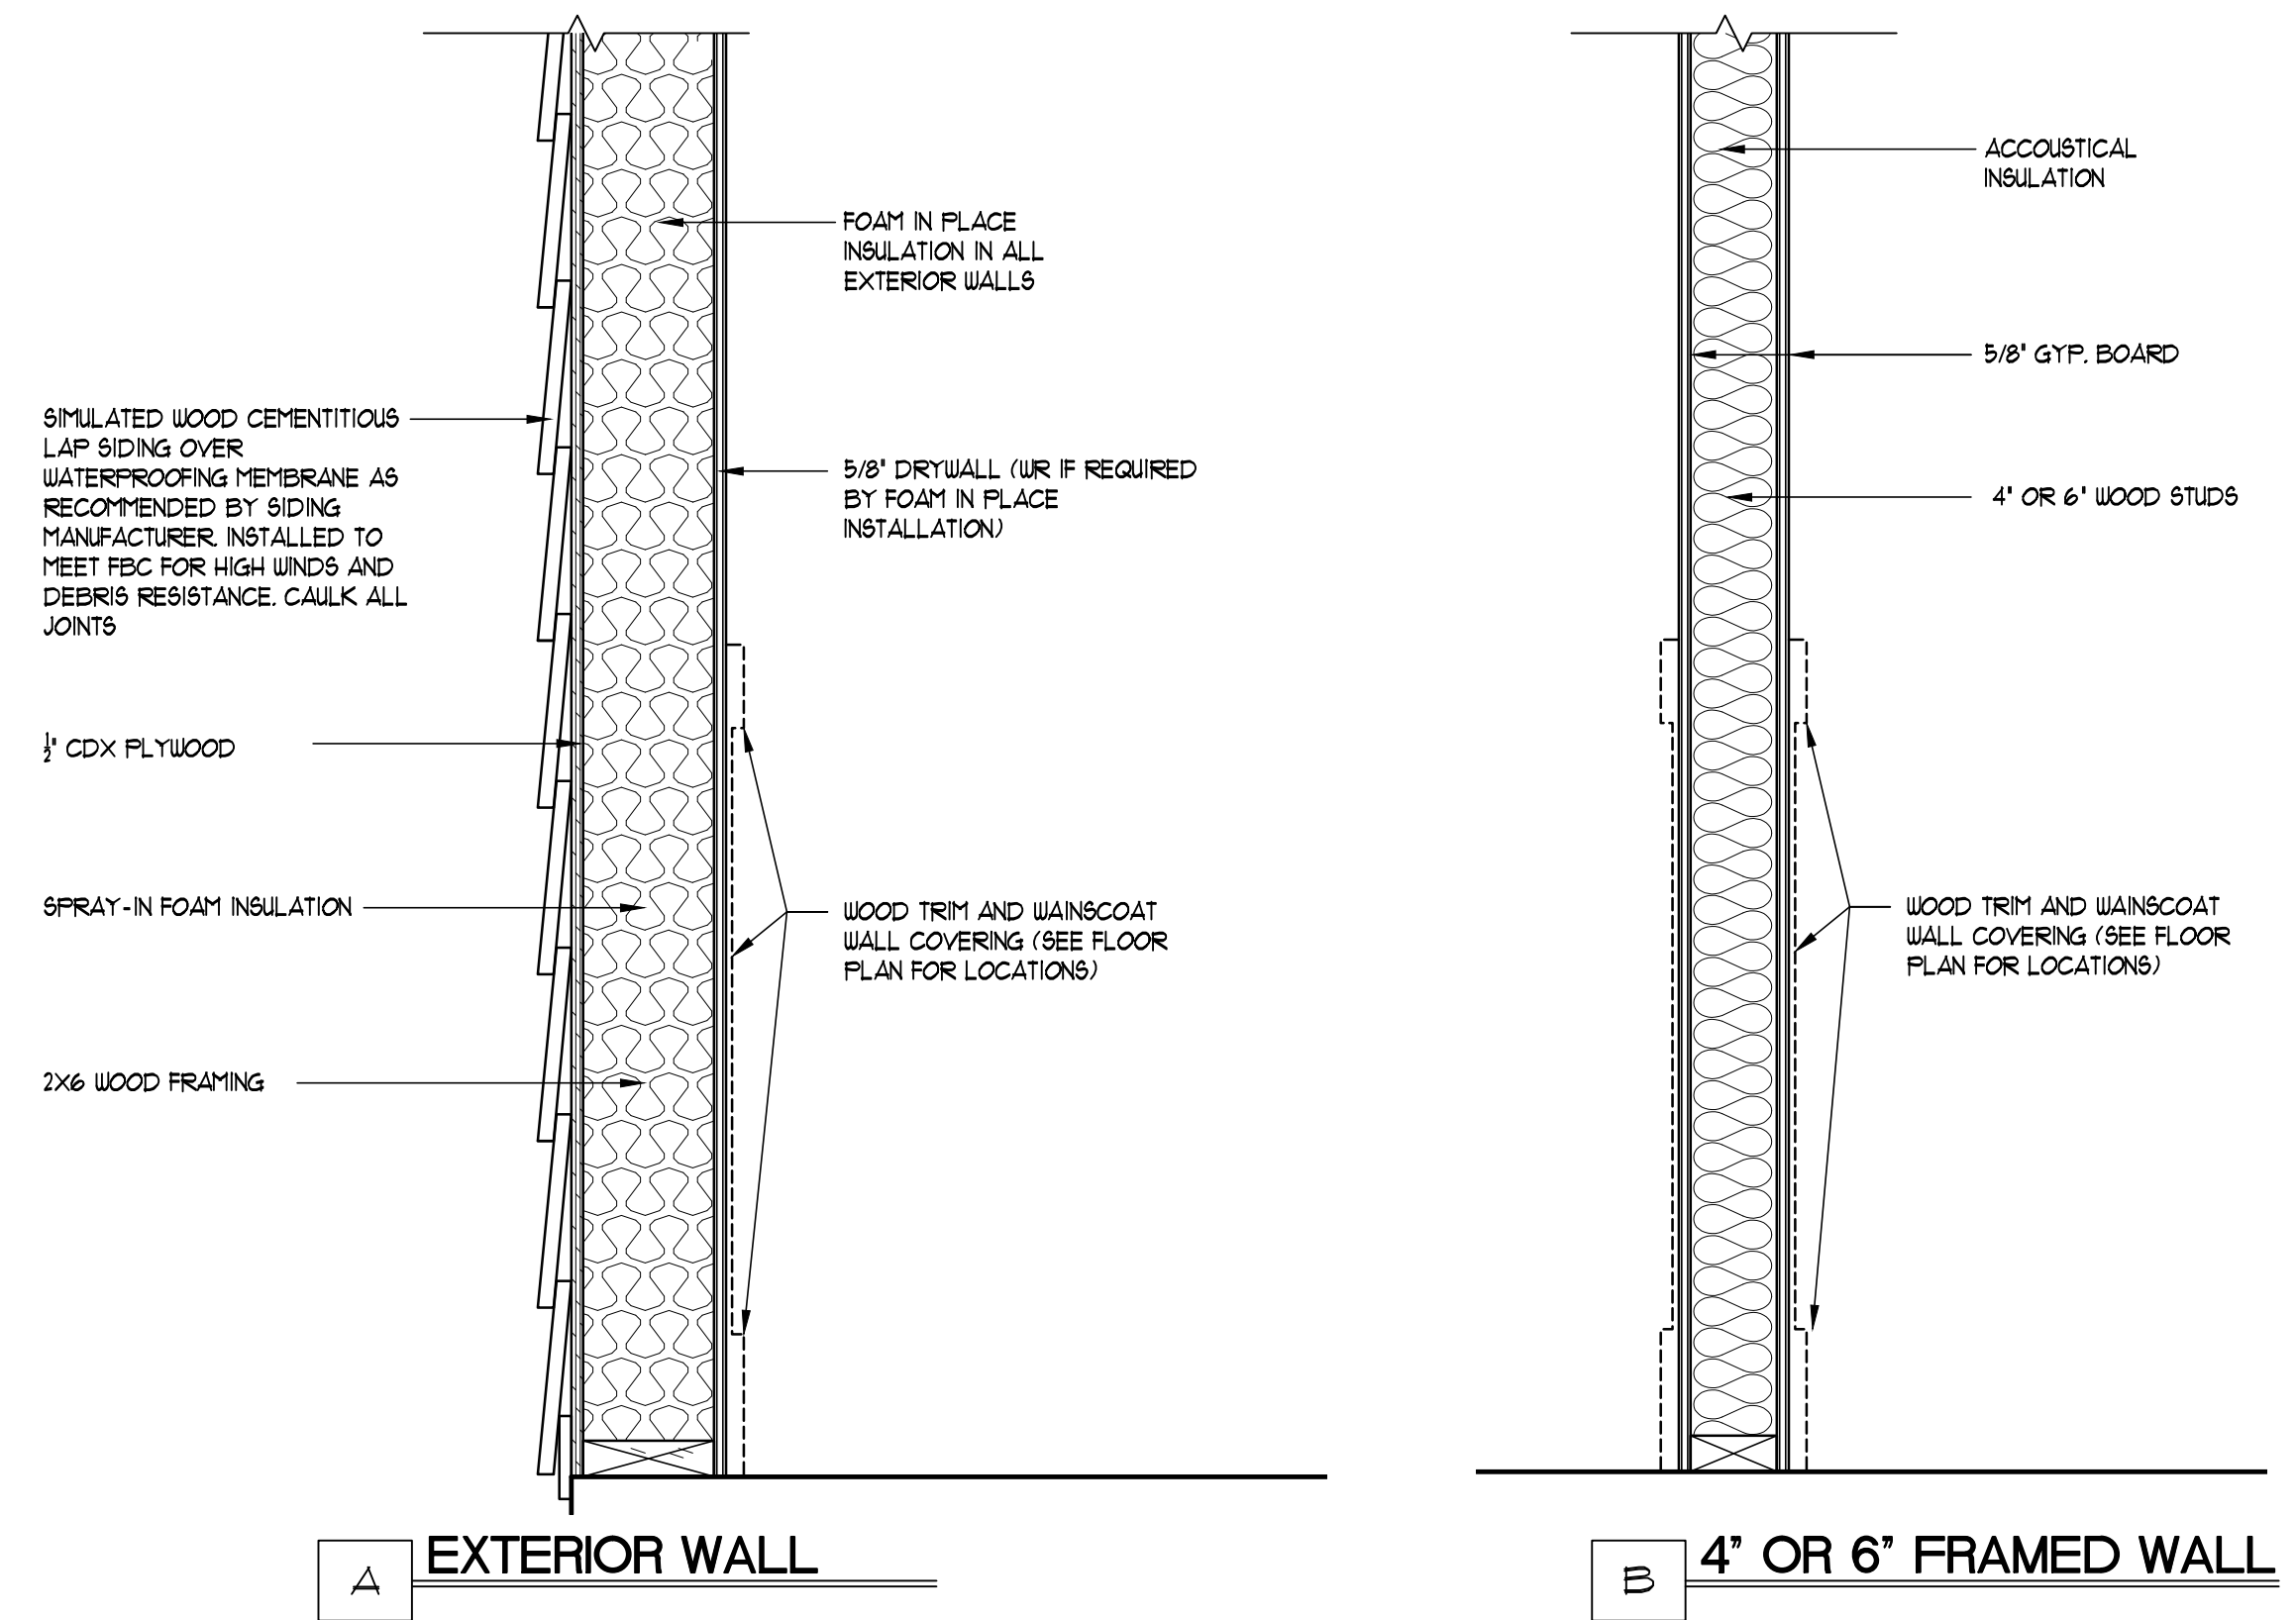 SIMULATED WOOD CEMENTITIOUS
LAP SIDING OVER
WATERPROOFING MEMBRANE AS
RECOMMENDED BY SIDING
MANUFACTURER. INSTALLED TO
MEET FBC FOR HIGH WINDS AND
DEBRIS RESISTANCE. CAULK ALL
JOINTS
½" CDX PLYWOOD
SPRAY-IN FOAM INSULATION
2X6 WOOD FRAMING
FOAM IN PLACE
INSULATION IN ALL
EXTERIOR WALLS
5/8" DRYWALL (WR IF REQUIRED
BY FOAM IN PLACE
INSTALLATION)
WOOD TRIM AND WAINSCOAT
WALL COVERING (SEE FLOOR
PLAN FOR LOCATIONS)
A
EXTERIOR WALL
ACCOUSTICAL
INSULATION
5/8" GYP. BOARD
4" OR 6" WOOD STUDS
WOOD TRIM AND WAINSCOAT
WALL COVERING (SEE FLOOR
PLAN FOR LOCATIONS)
B
4" OR 6" FRAMED WALL